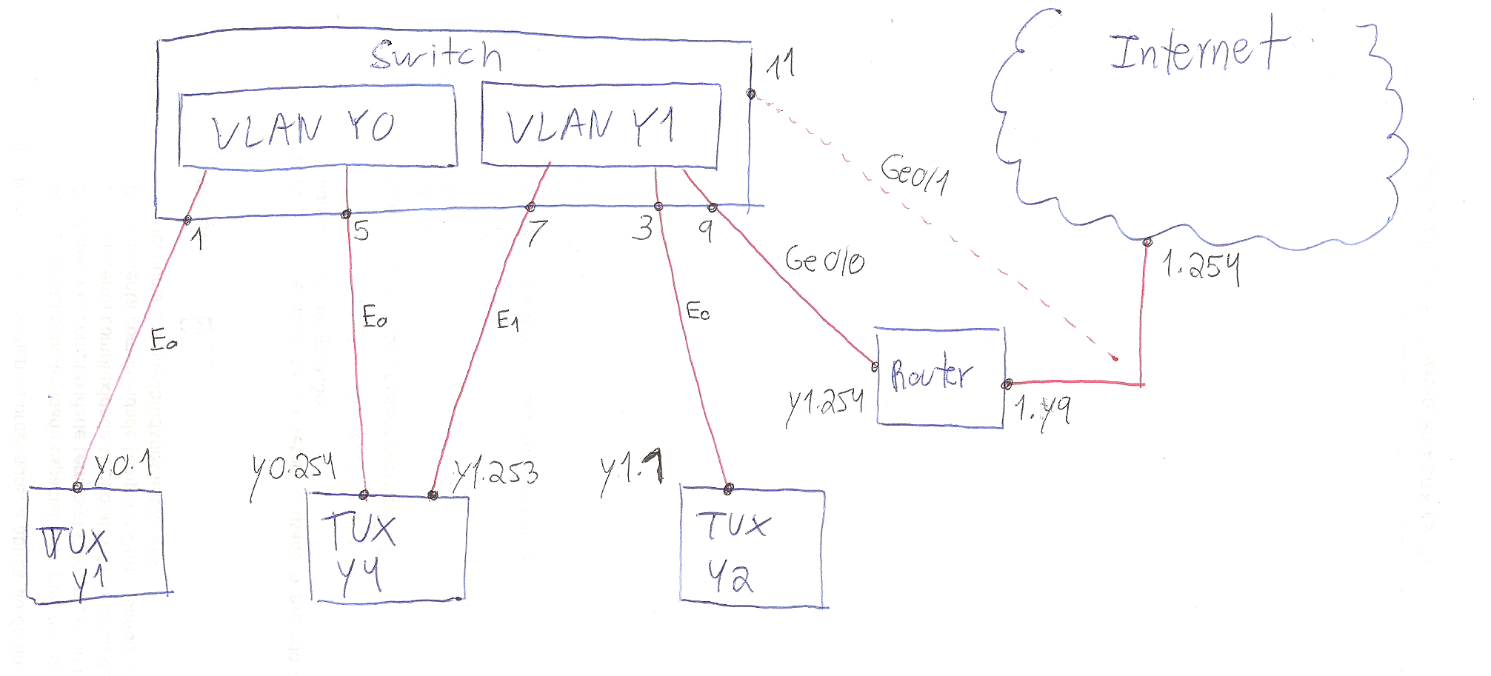 Switch
11
Internet
VLAN Y0
VLAN Y1
Ge0/1
1
5
7
3
9
Ge0/0
1.254
E0
E0
E1
E0
Router
y1.254
1.y9
y0.1
y0.254
y1.253
y1.1
TUX
Y1
TUX
Y4
TUX
Y2